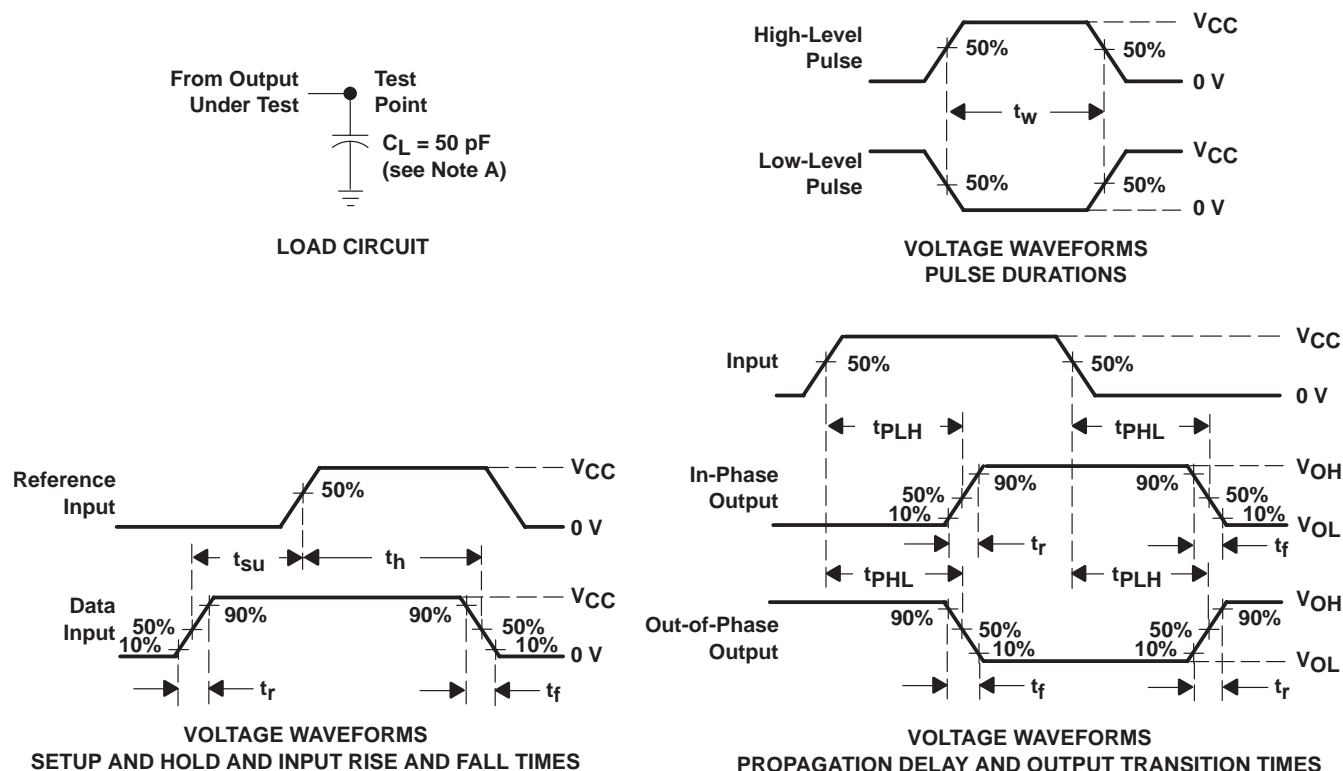 From Output
Under Test
Test
Point
CL = 50 pF
(see Note A)
LOAD CIRCUIT
High-Level
Pulse
50%
50%
VCC
0 V
tw
Low-Level
Pulse
50%
50%
VCC
0 V
VOLTAGE WAVEFORMS
PULSE DURATIONS
Reference
Input
50%
VCC
0 V
tsu
th
Data
Input
50%
10%
90%
90%
50%
10%
VCC
0 V
tr
tf
VOLTAGE WAVEFORMS
SETUP AND HOLD AND INPUT RISE AND FALL TIMES
Input
50%
50%
VCC
0 V
tPLH
tPHL
In-Phase
Output
50%
10%
90%
90%
50%
10%
VOH
VOL
tr
tf
tPHL
tPLH
Out-of-Phase
Output
90%
50%
10%
50%
10%
90%
VOH
VOL
tf
tr
VOLTAGE WAVEFORMS
PROPAGATION DELAY AND OUTPUT TRANSITION TIMES